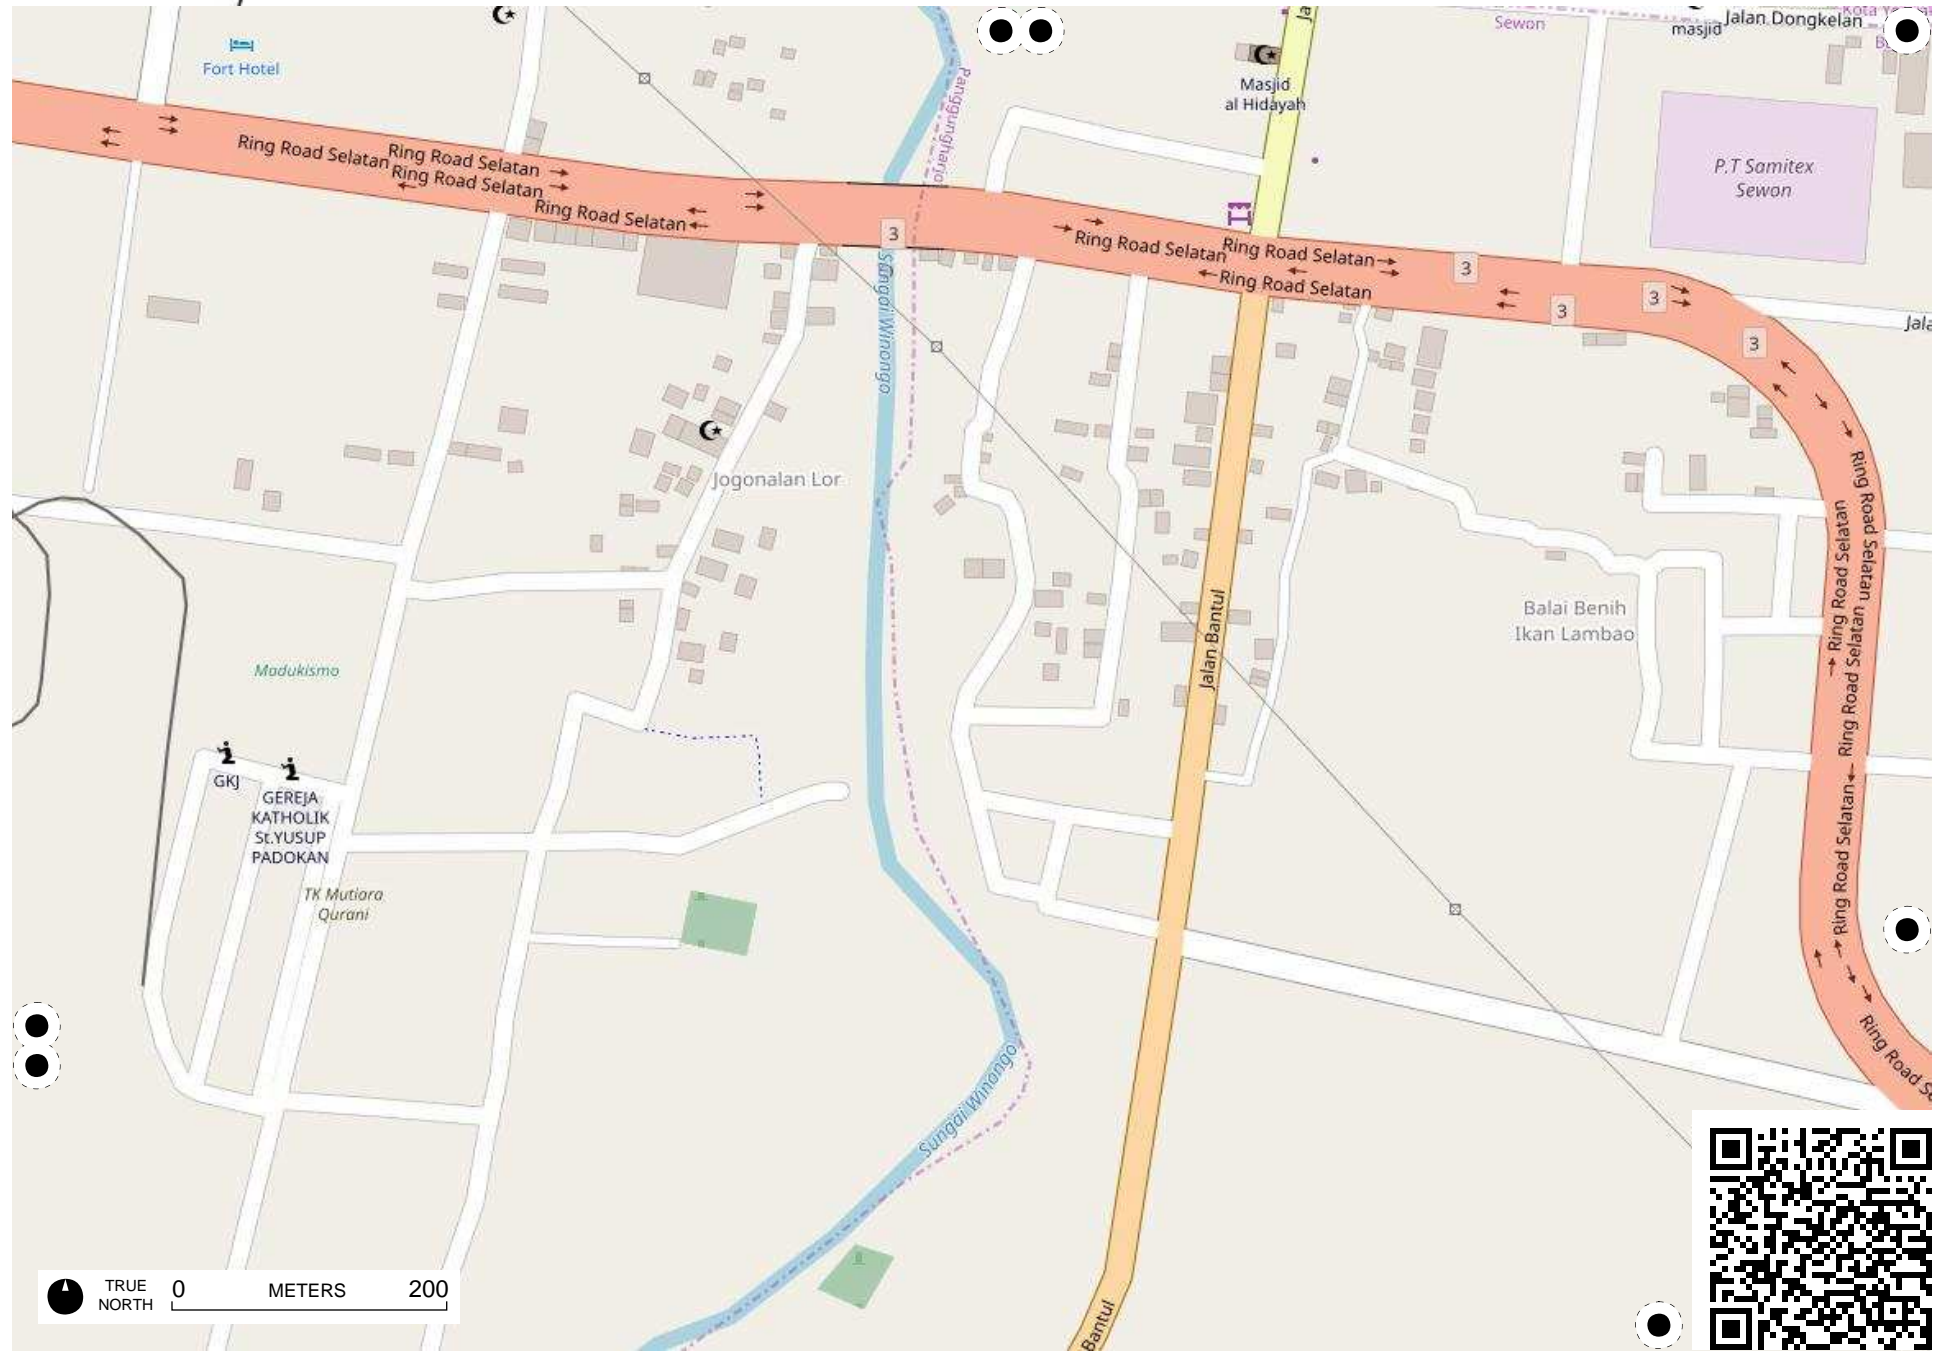 Jalan Dongkelan
masjid
Sewon
Fort Hotel
Masjid
al Hidayah
Panggungharjo
P.T Samitex
Sewon
Ring Road Selatan
Ring Road Selatan
Ring Road Selatan
Ring Road Selatan
3
Ring Road Selatan
Ring Road Selatan
Ring Road Selatan
3
3
3
3
Sungai Winongo
Jogonalan Lor
Ring Road Selatan
Ring Road Selatan
Jalan Bantul
Balai Benih
Ikan Lambao
Ring Road Selatan
Madukismo
GKJ
GEREJA
KATHOLIK
St.YUSUP
PADOKAN
TK Mutiara
Qurani
Ring Road Selatan
Sungai Winongo
Ring Road Se
Bantul
TRUE
NORTH
0 METERS 200